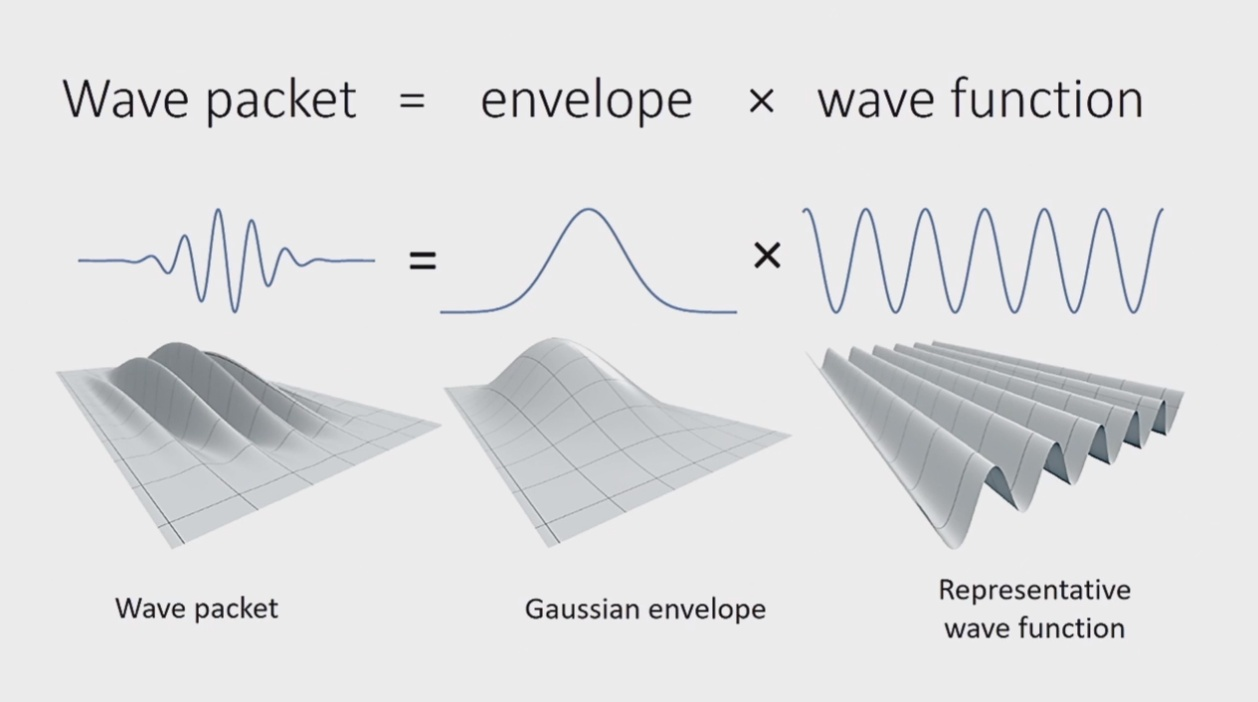 Wave packet = envelope × wave function
= ×
Wave packet
Gaussian envelope
Representative
wave function